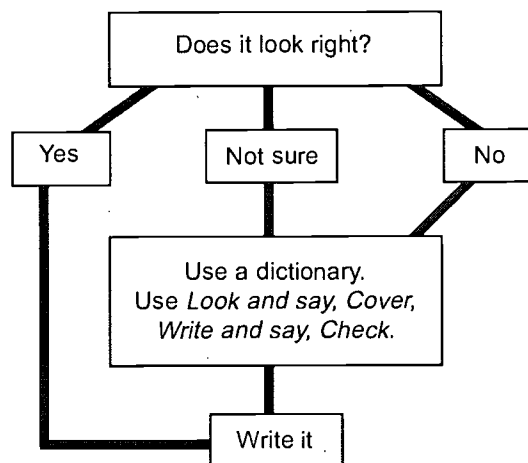 Does it look right?
Yes
Not sure
No
Use a dictionary.
Use Look and say, Cover,
Write and say, Check.
Write it